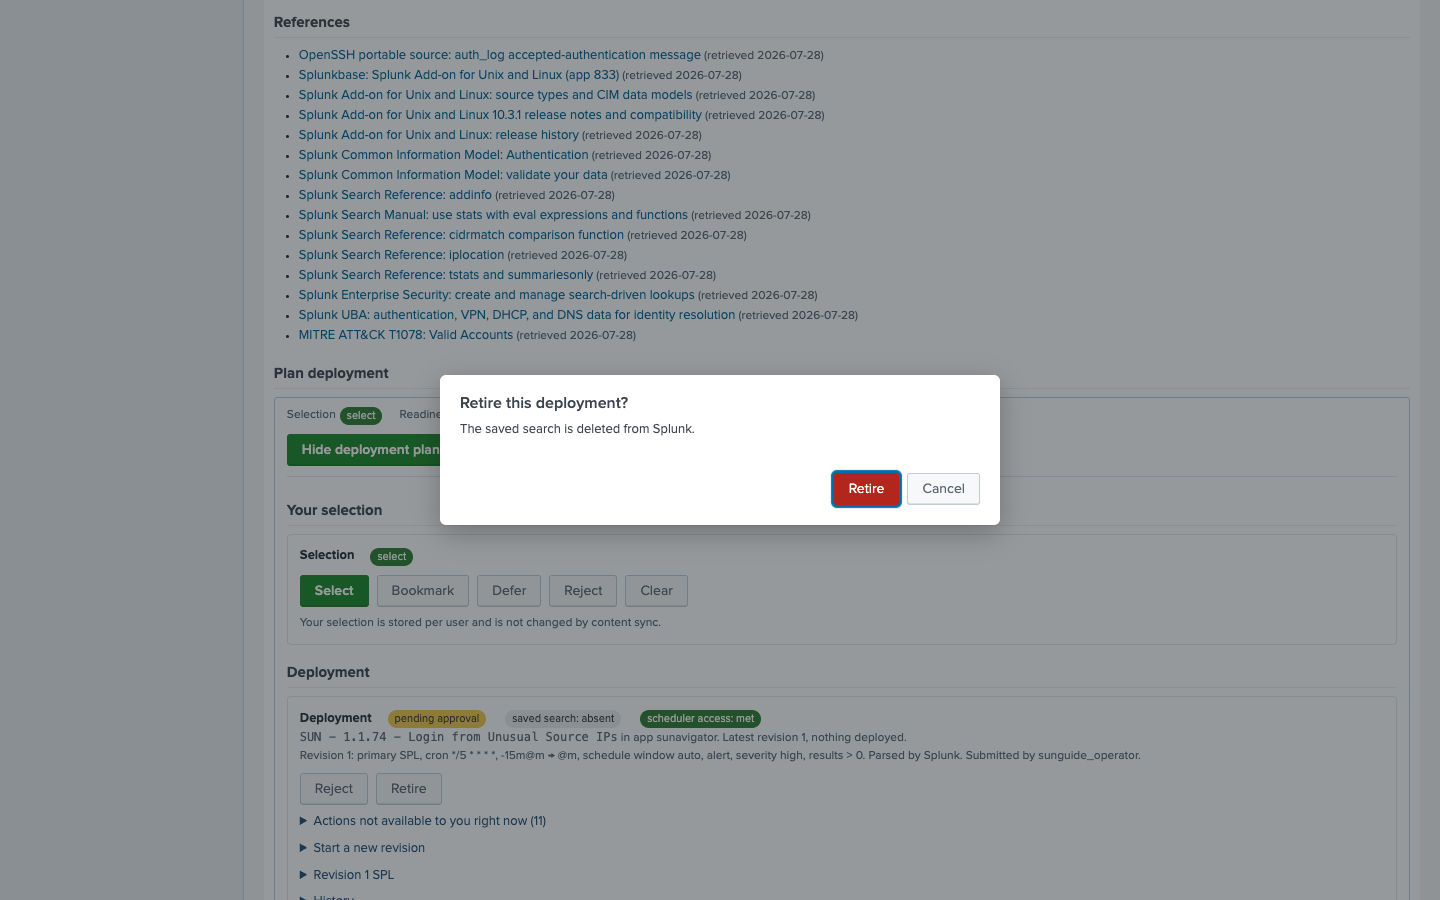 References
OpenSSH portable source: auth_log accepted-authentication message (retrieved 2026-07-28)
Splunkbase: Splunk Add-on for Unix and Linux (app 833) (retrieved 2026-07-28)
Splunk Add-on for Unix and Linux: source types and CIM data models (retrieved 2026-07-28)
Splunk Add-on for Unix and Linux 10.3.1 release notes and compatibility (retrieved 2026-07-28)
Splunk Add-on for Unix and Linux: release history (retrieved 2026-07-28)
Splunk Common Information Model: Authentication (retrieved 2026-07-28)
Splunk Common Information Model: validate your data (retrieved 2026-07-28)
Splunk Search Reference: addinfo (retrieved 2026-07-28)
Splunk Search Manual: use stats with eval expressions and functions (retrieved 2026-07-28)
Splunk Search Reference: cidrmatch comparison function (retrieved 2026-07-28)
Splunk Search Reference: iplocation (retrieved 2026-07-28)
Splunk Search Reference: tstats and summariesonly (retrieved 2026-07-28)
Splunk Enterprise Security: create and manage search-driven lookups (retrieved 2026-07-28)
Splunk UBA: authentication, VPN, DHCP, and DNS data for identity resolution (retrieved 2026-07-28)
MITRE ATT&CK T1078: Valid Accounts (retrieved 2026-07-28)
Plan deployment
Selection select
Hide deployment plan
Retire this deployment?
The saved search is deleted from Splunk.
Retire Cancel
Your selection
Selection select
Select Bookmark Defer Reject Clear
Your selection is stored per user and is not changed by content sync.
Deployment
Deployment pending approval saved search: absent scheduler access: met
SUN - 1.1.74 - Login from Unusual Source IPs in app sunavigator. Latest revision 1, nothing deployed.
Revision 1: primary SPL, cron */5 * * * *, -15m@m → @m, schedule window auto, alert, severity high, results > 0. Parsed by Splunk. Submitted by sunguide_operator.
Reject Retire
Actions not available to you right now (11)
Start a new revision
Revision 1 SPL